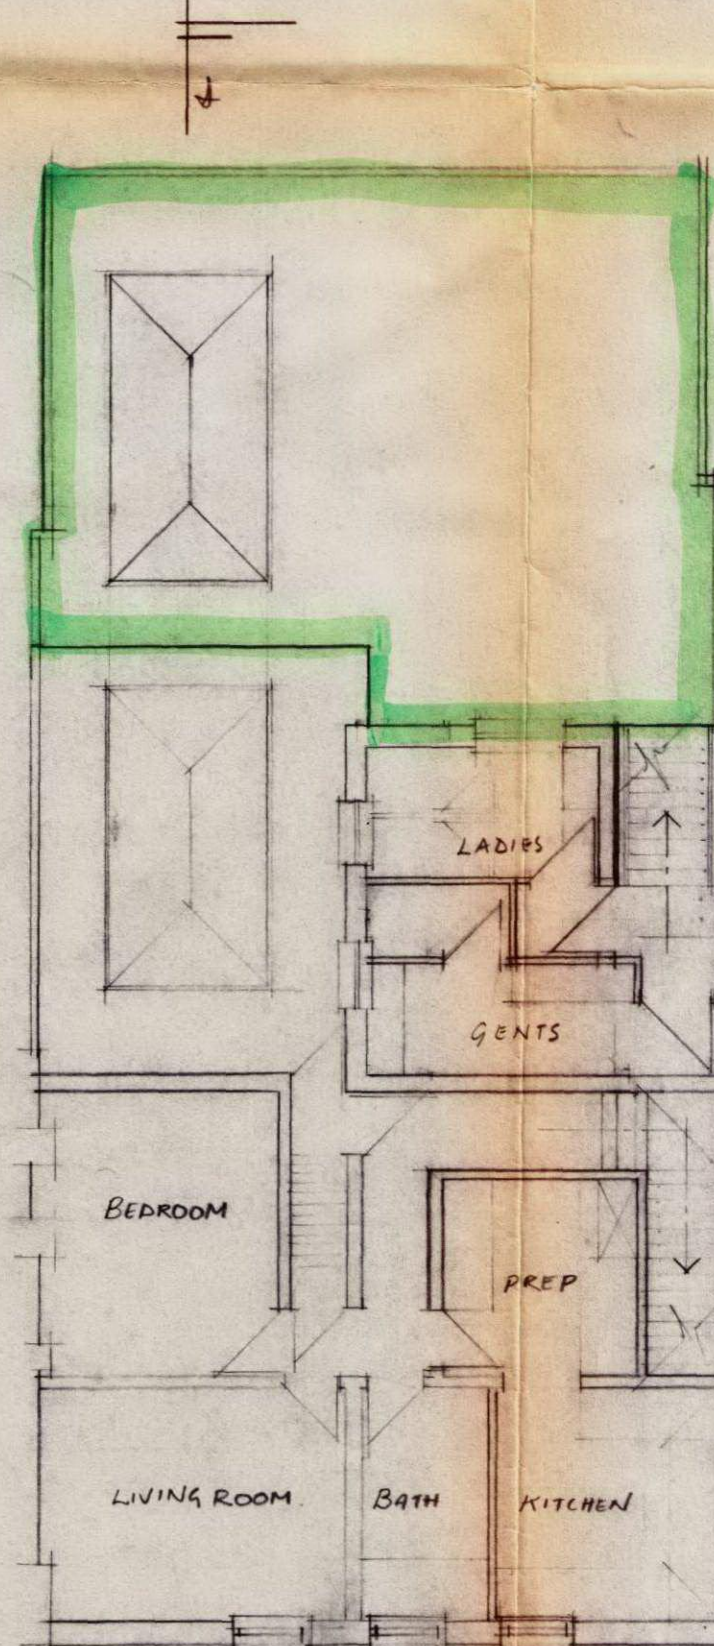 LADIES
GENTS
BEDROOM
PREP
LIVING ROOM
BATH
KITCHEN